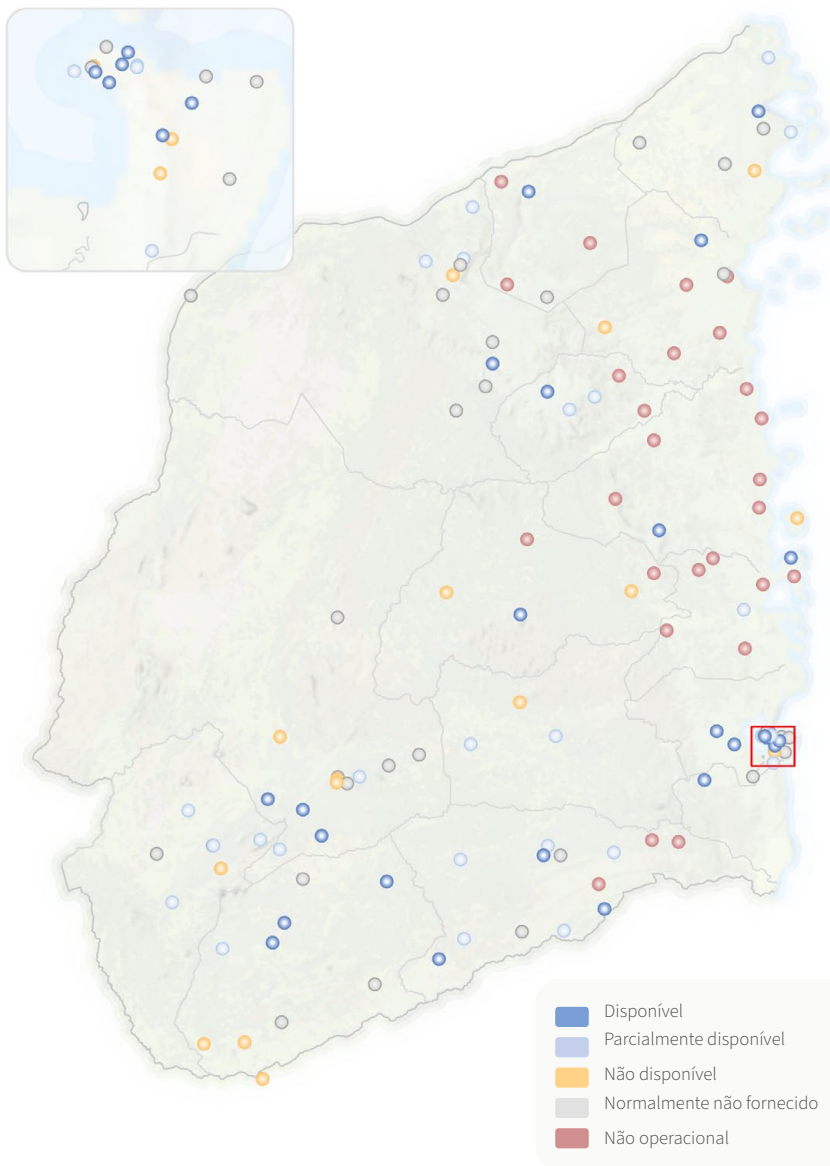 Disponível
Parcialmente disponível
Não disponível
Normalmente não fornecido
Não operacional